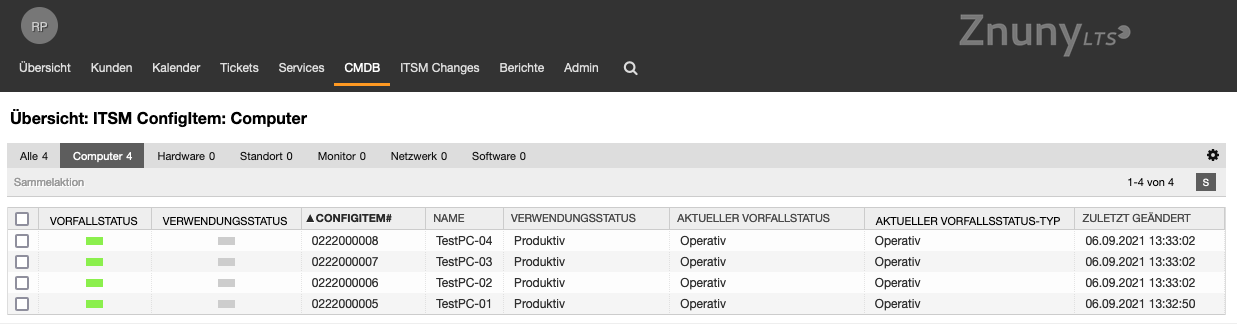 RP
Znuny LTS
Übersicht Kunden Kalender Tickets Services CMDB ITSM Changes Berichte Admin
Übersicht: ITSM ConfigItem: Computer
Alle 4 Computer 4 Hardware 0 Standort 0 Monitor 0 Netzwerk 0 Software 0
Sammelaktion 1-4 von 4 S
VORFALLSTATUS VERWENDUNGSSTATUS ▲CONFIGITEM# NAME VERWENDUNGSSTATUS AKTUELLER VORFALLSTATUS AKTUELLER VORFALLSSTATUS-TYP ZULETZT GEÄNDERT
0222000008 TestPC-04 Produktiv Operativ Operativ 06.09.2021 13:33:02
0222000007 TestPC-03 Produktiv Operativ Operativ 06.09.2021 13:33:02
0222000006 TestPC-02 Produktiv Operativ Operativ 06.09.2021 13:33:02
0222000005 TestPC-01 Produktiv Operativ Operativ 06.09.2021 13:32:50